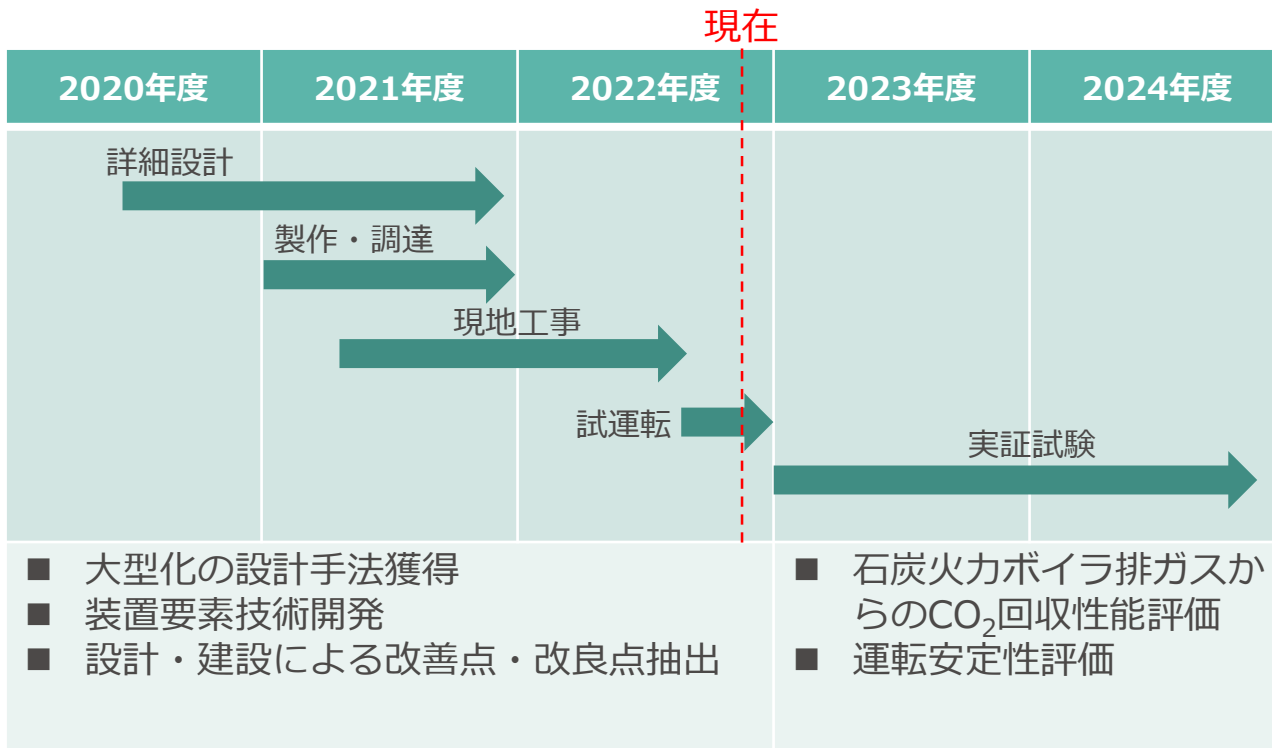 現在
2020年度 2021年度 2022年度 2023年度 2024年度
詳細設計
製作・調達
現地工事
試運転
実証試験
■ 大型化の設計手法獲得
■ 装置要素技術開発
■ 設計・建設による改善点・改良点抽出
■ 石炭火力ボイラ排ガスか
らのCO₂回収性能評価
■ 運転安定性評価